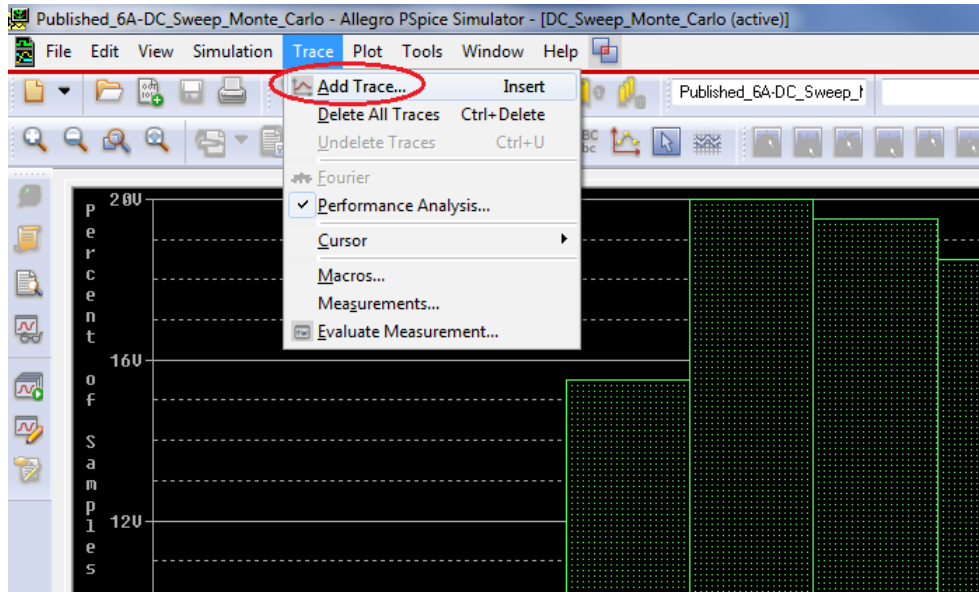 Published_6A-DC_Sweep_Monte_Carlo - Allegro PSpice Simulator - [DC_Sweep_Monte_Carlo (active)]
File Edit View Simulation Trace Plot Tools Window Help
Published_6A-DC_Sweep_
Add Trace... Insert
Delete All Traces Ctrl+Delete
Undelete Traces Ctrl+U
Fourier
Performance Analysis...
Cursor
Macros...
Measurements...
Evaluate Measurement...
Percent of Samples
20V
16V
12V